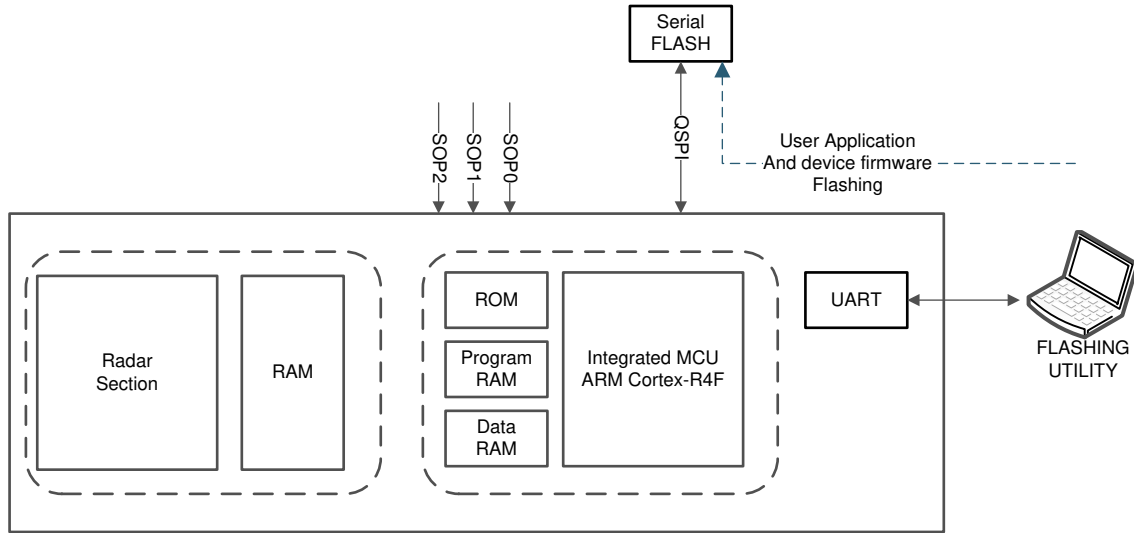 Serial
FLASH
SOP2
SOP1
SOP0
QSPI
User Application
And device firmware
Flashing
Radar
Section
RAM
ROM
Program
RAM
Data
RAM
Integrated MCU
ARM Cortex-R4F
UART
FLASHING
UTILITY